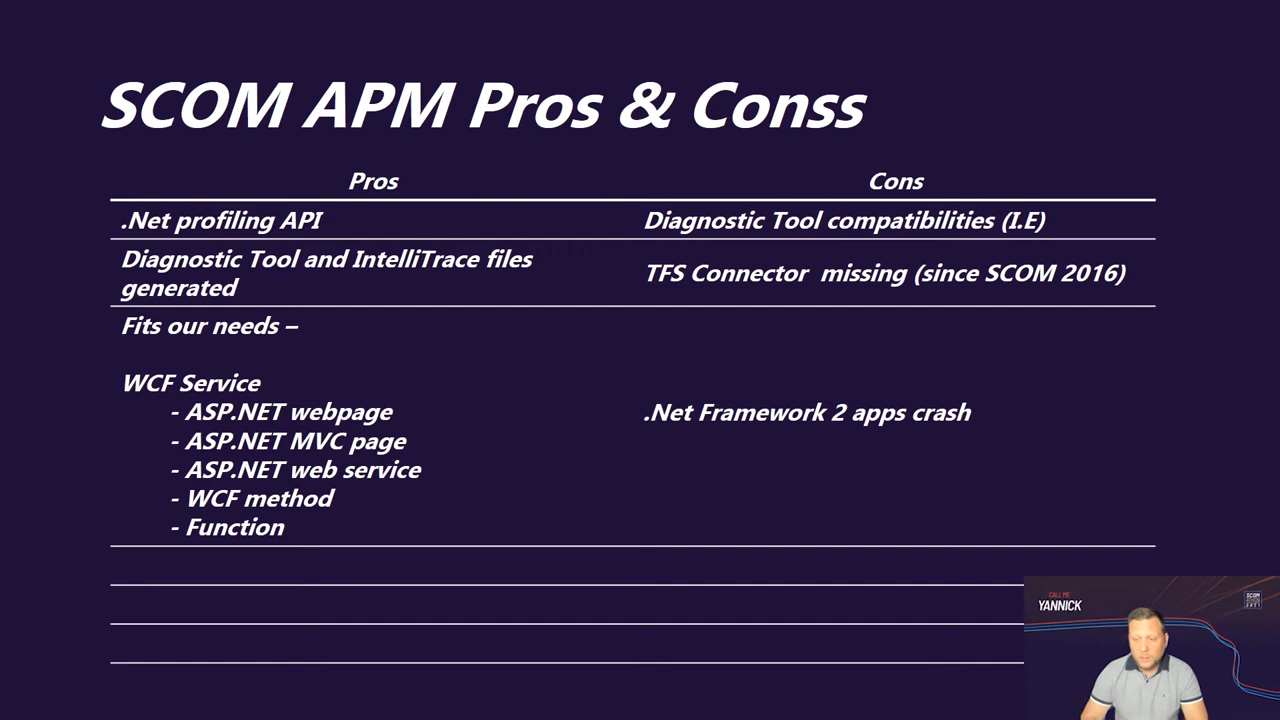 SCOM APM Pros & Conss
Pros
Cons
.Net profiling API
Diagnostic Tool compatibilities (I.E)
Diagnostic Tool and IntelliTrace files
generated
TFS Connector  missing (since SCOM 2016)
Fits our needs –
WCF Service
- ASP.NET webpage
- ASP.NET MVC page
- ASP.NET web service
- WCF method
- Function
.Net Framework 2 apps crash
CALL ME
YANNICK
SCOM